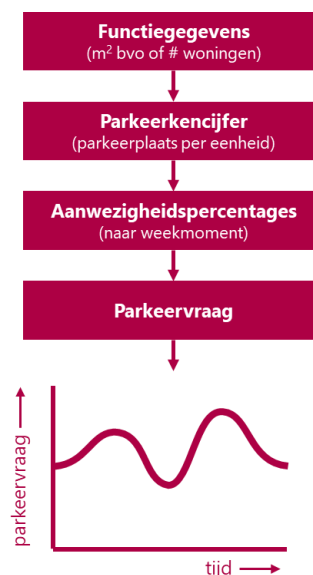 Functiegegevens
(m² bvo of # woningen)
Parkeerkencijfer
(parkeerplaats per eenheid)
Aanwezigheidspercentages
(naar weekmoment)
Parkeervraag
parkeervraag
tijd